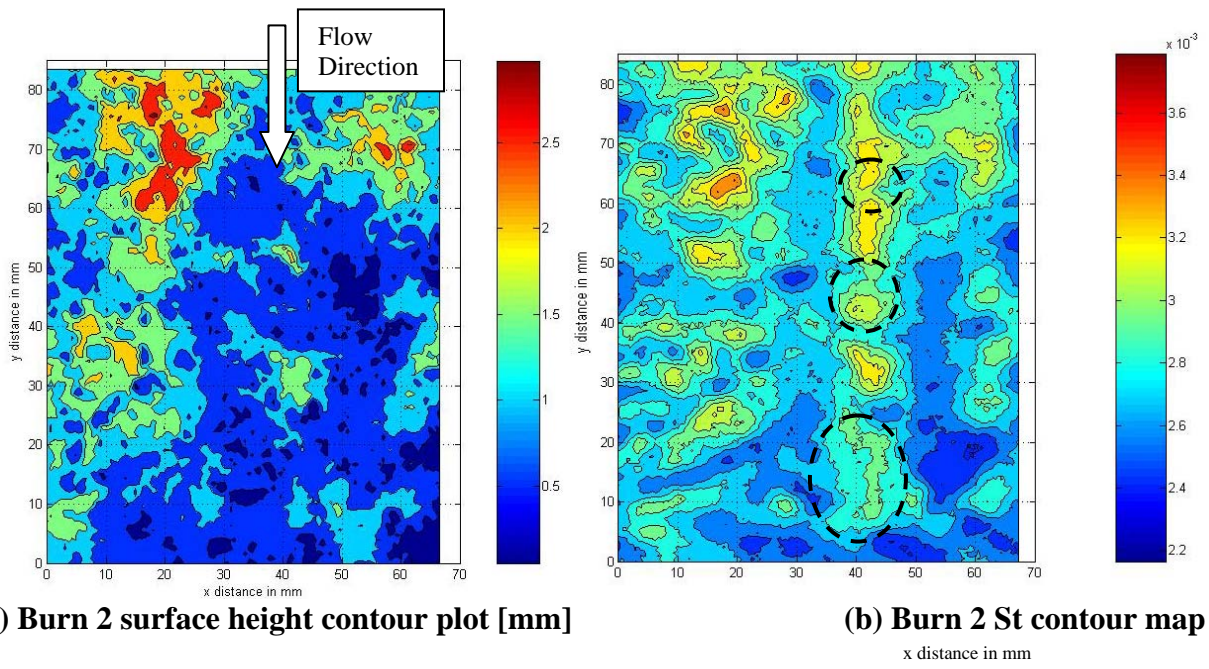 Flow
Direction
80
70
60
50
40
30
20
10
0
y distance in mm
0 10 20 30 40 50 60 70
x distance in mm
2.5
2
1.5
1
0.5
) Burn 2 surface height contour plot [mm]
80
70
60
50
40
30
20
10
0
y distance in mm
0 10 20 30 40 50 60 70
x 10⁻³
3.6
3.4
3.2
3
2.8
2.6
2.4
2.2
(b) Burn 2 St contour map
x distance in mm